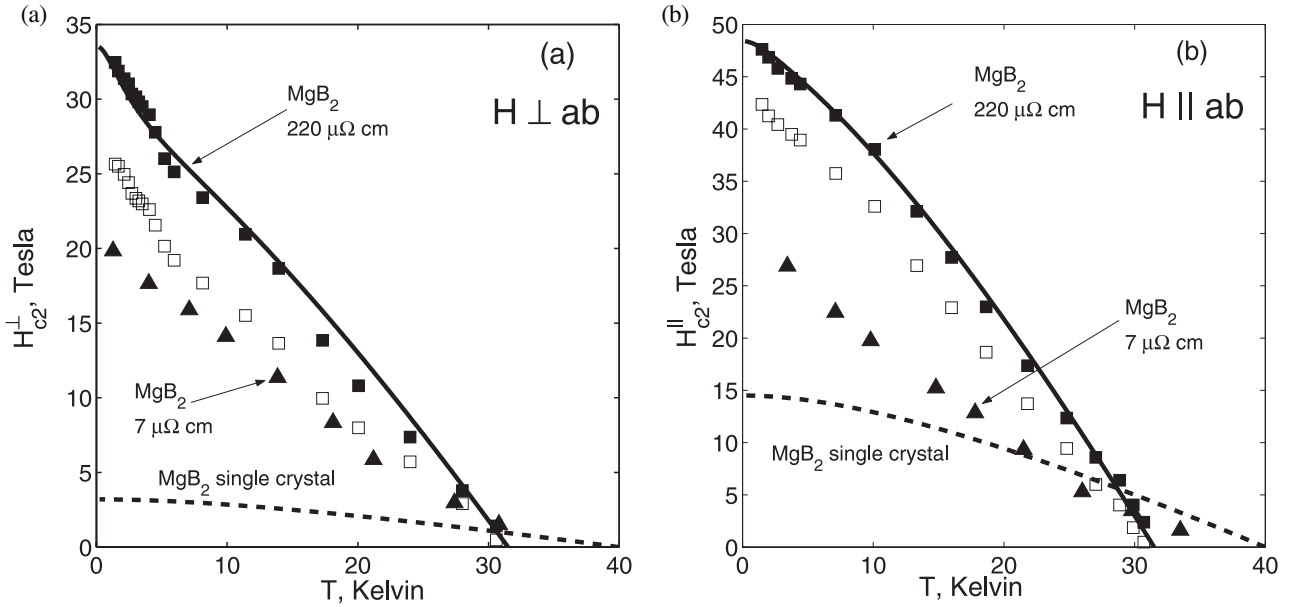 (a)
35
30
25
20
15
10
5
0
0 10 20 30 40
H⊥c2, Tesla
T, Kelvin
(a)
H ⊥ ab
MgB2
220 μΩ cm
MgB2
7 μΩ cm
MgB2 single crystal
(b)
50
45
40
35
30
25
20
15
10
5
0
0 10 20 30 40
H||c2, Tesla
T, Kelvin
(b)
H || ab
MgB2
220 μΩ cm
MgB2
7 μΩ cm
MgB2 single crystal